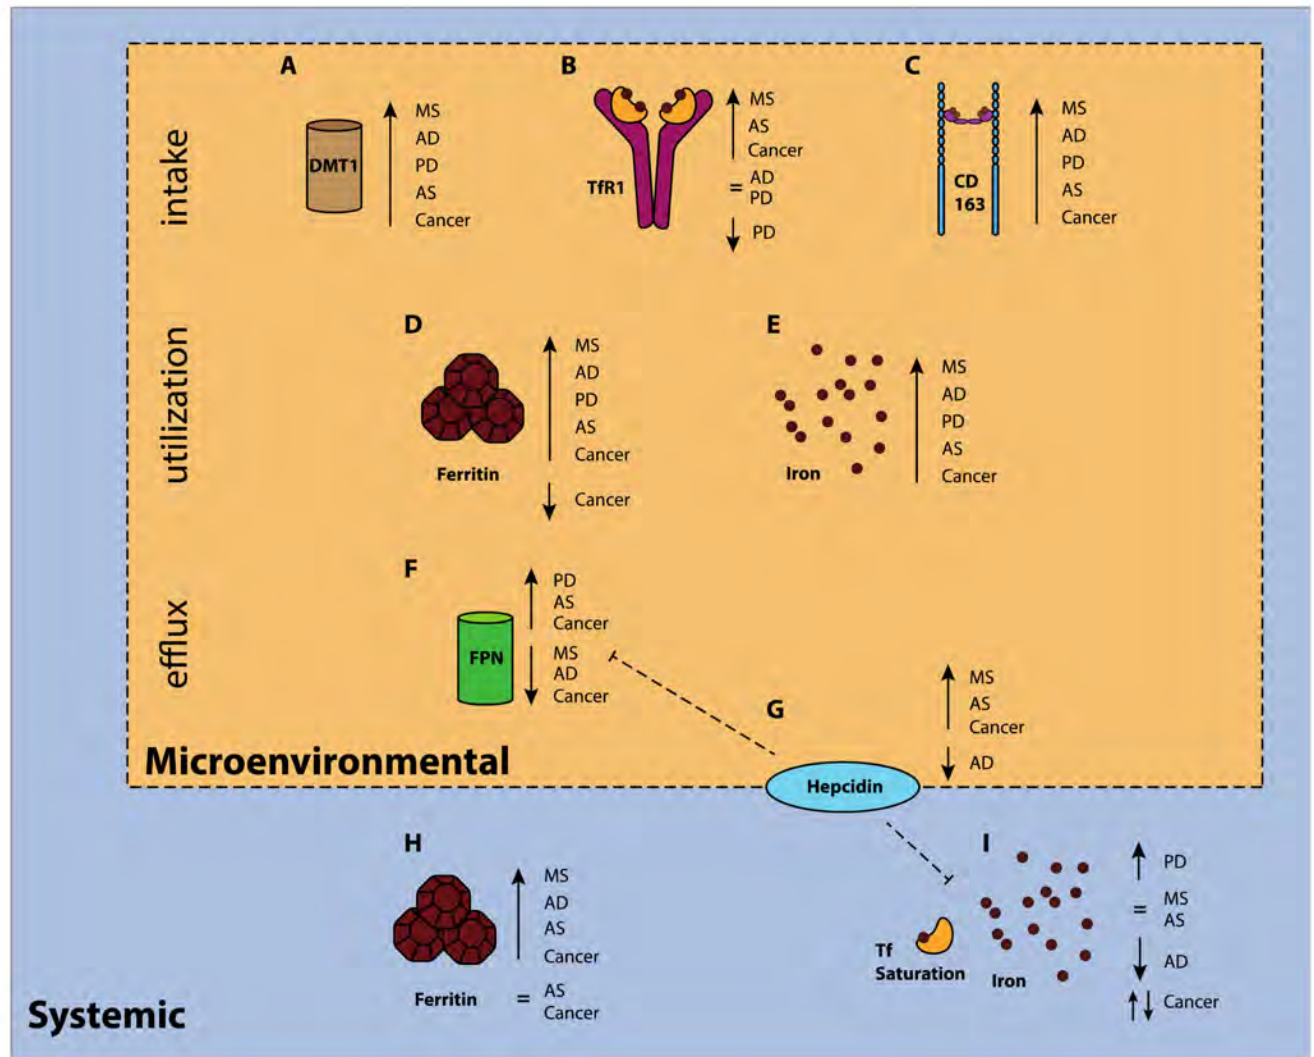 intake
A
DMT1
MS
AD
PD
AS
Cancer
B
TfR1
MS
AS
Cancer
= AD
PD
PD
C
CD
163
MS
AD
PD
AS
Cancer
utilization
D
Ferritin
MS
AD
PD
AS
Cancer
Cancer
E
Iron
MS
AD
PD
AS
Cancer
efflux
F
FPN
PD
AS
Cancer
MS
AD
Cancer
G
Hepcidin
MS
AS
Cancer
AD
Microenvironmental
H
Ferritin
MS
AD
AS
Cancer
= AS
Cancer
I
Tf
Saturation
Iron
PD
= MS
AS
AD
Cancer
Systemic